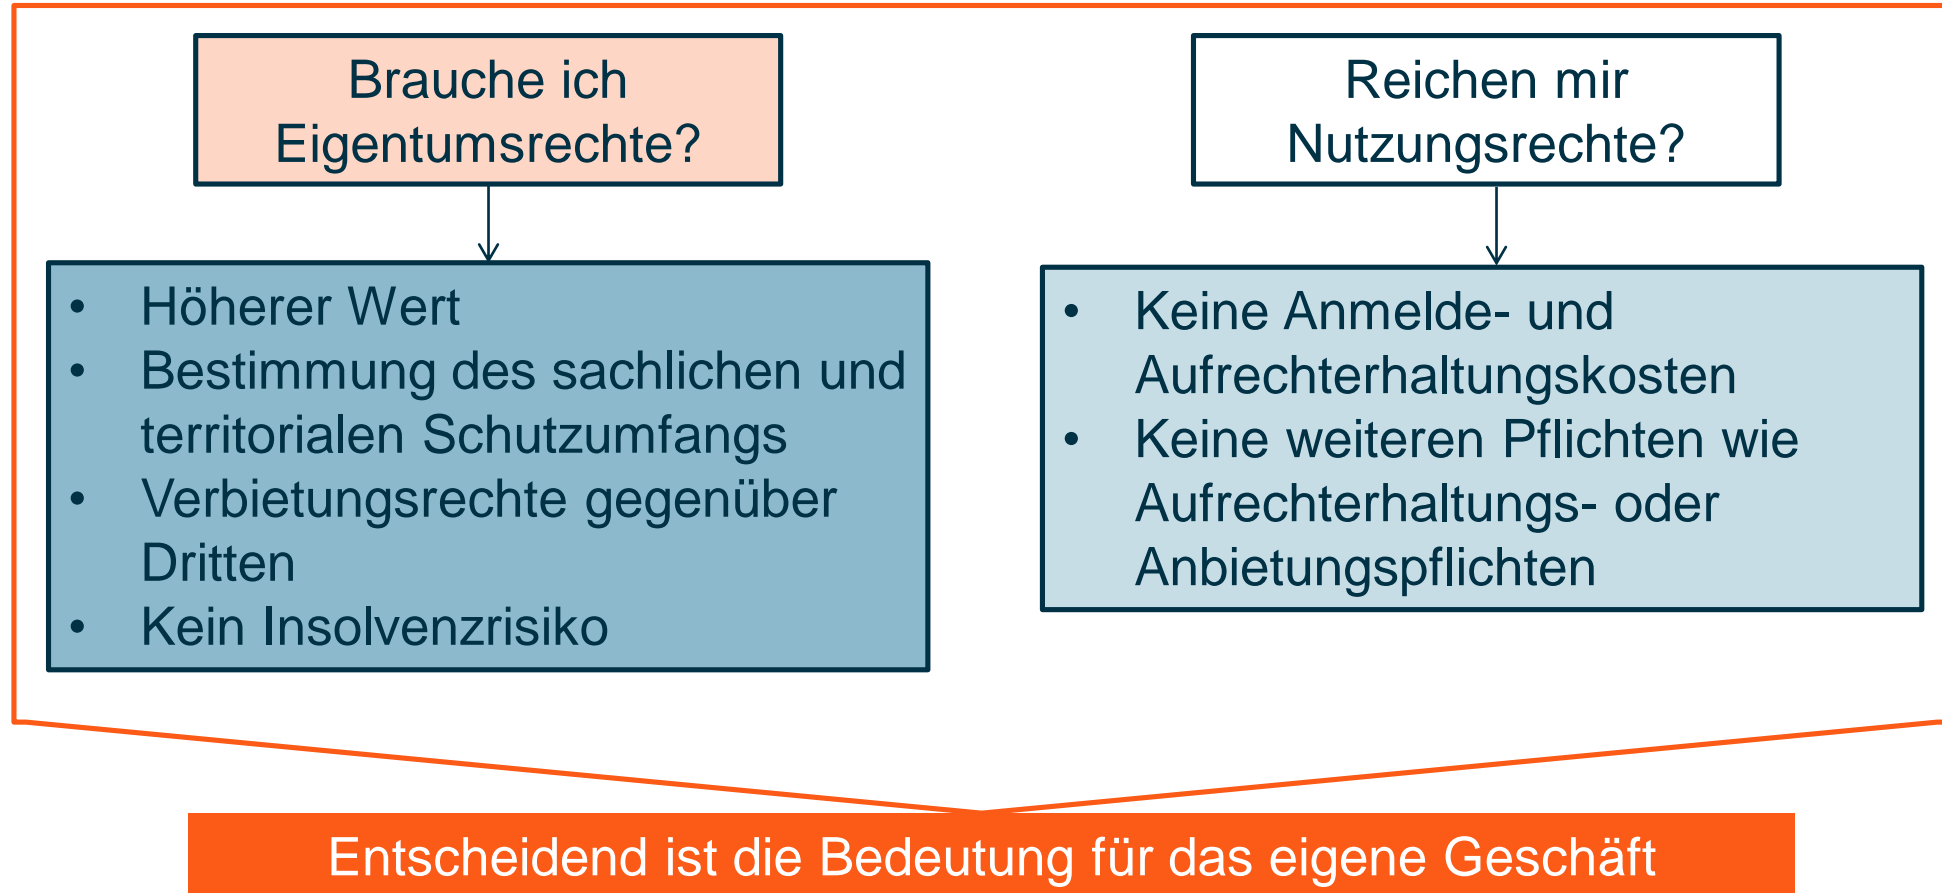 Brauche ich
Eigentumsrechte?
• Höherer Wert
• Bestimmung des sachlichen und
territorialen Schutzumfangs
• Verbietungsrechte gegenüber
Dritten
• Kein Insolvenzrisiko
Reichen mir
Nutzungsrechte?
• Keine Anmelde- und
Aufrechterhaltungskosten
• Keine weiteren Pflichten wie
Aufrechterhaltungs- oder
Anbietungspflichten
Entscheidend ist die Bedeutung für das eigene Geschäft